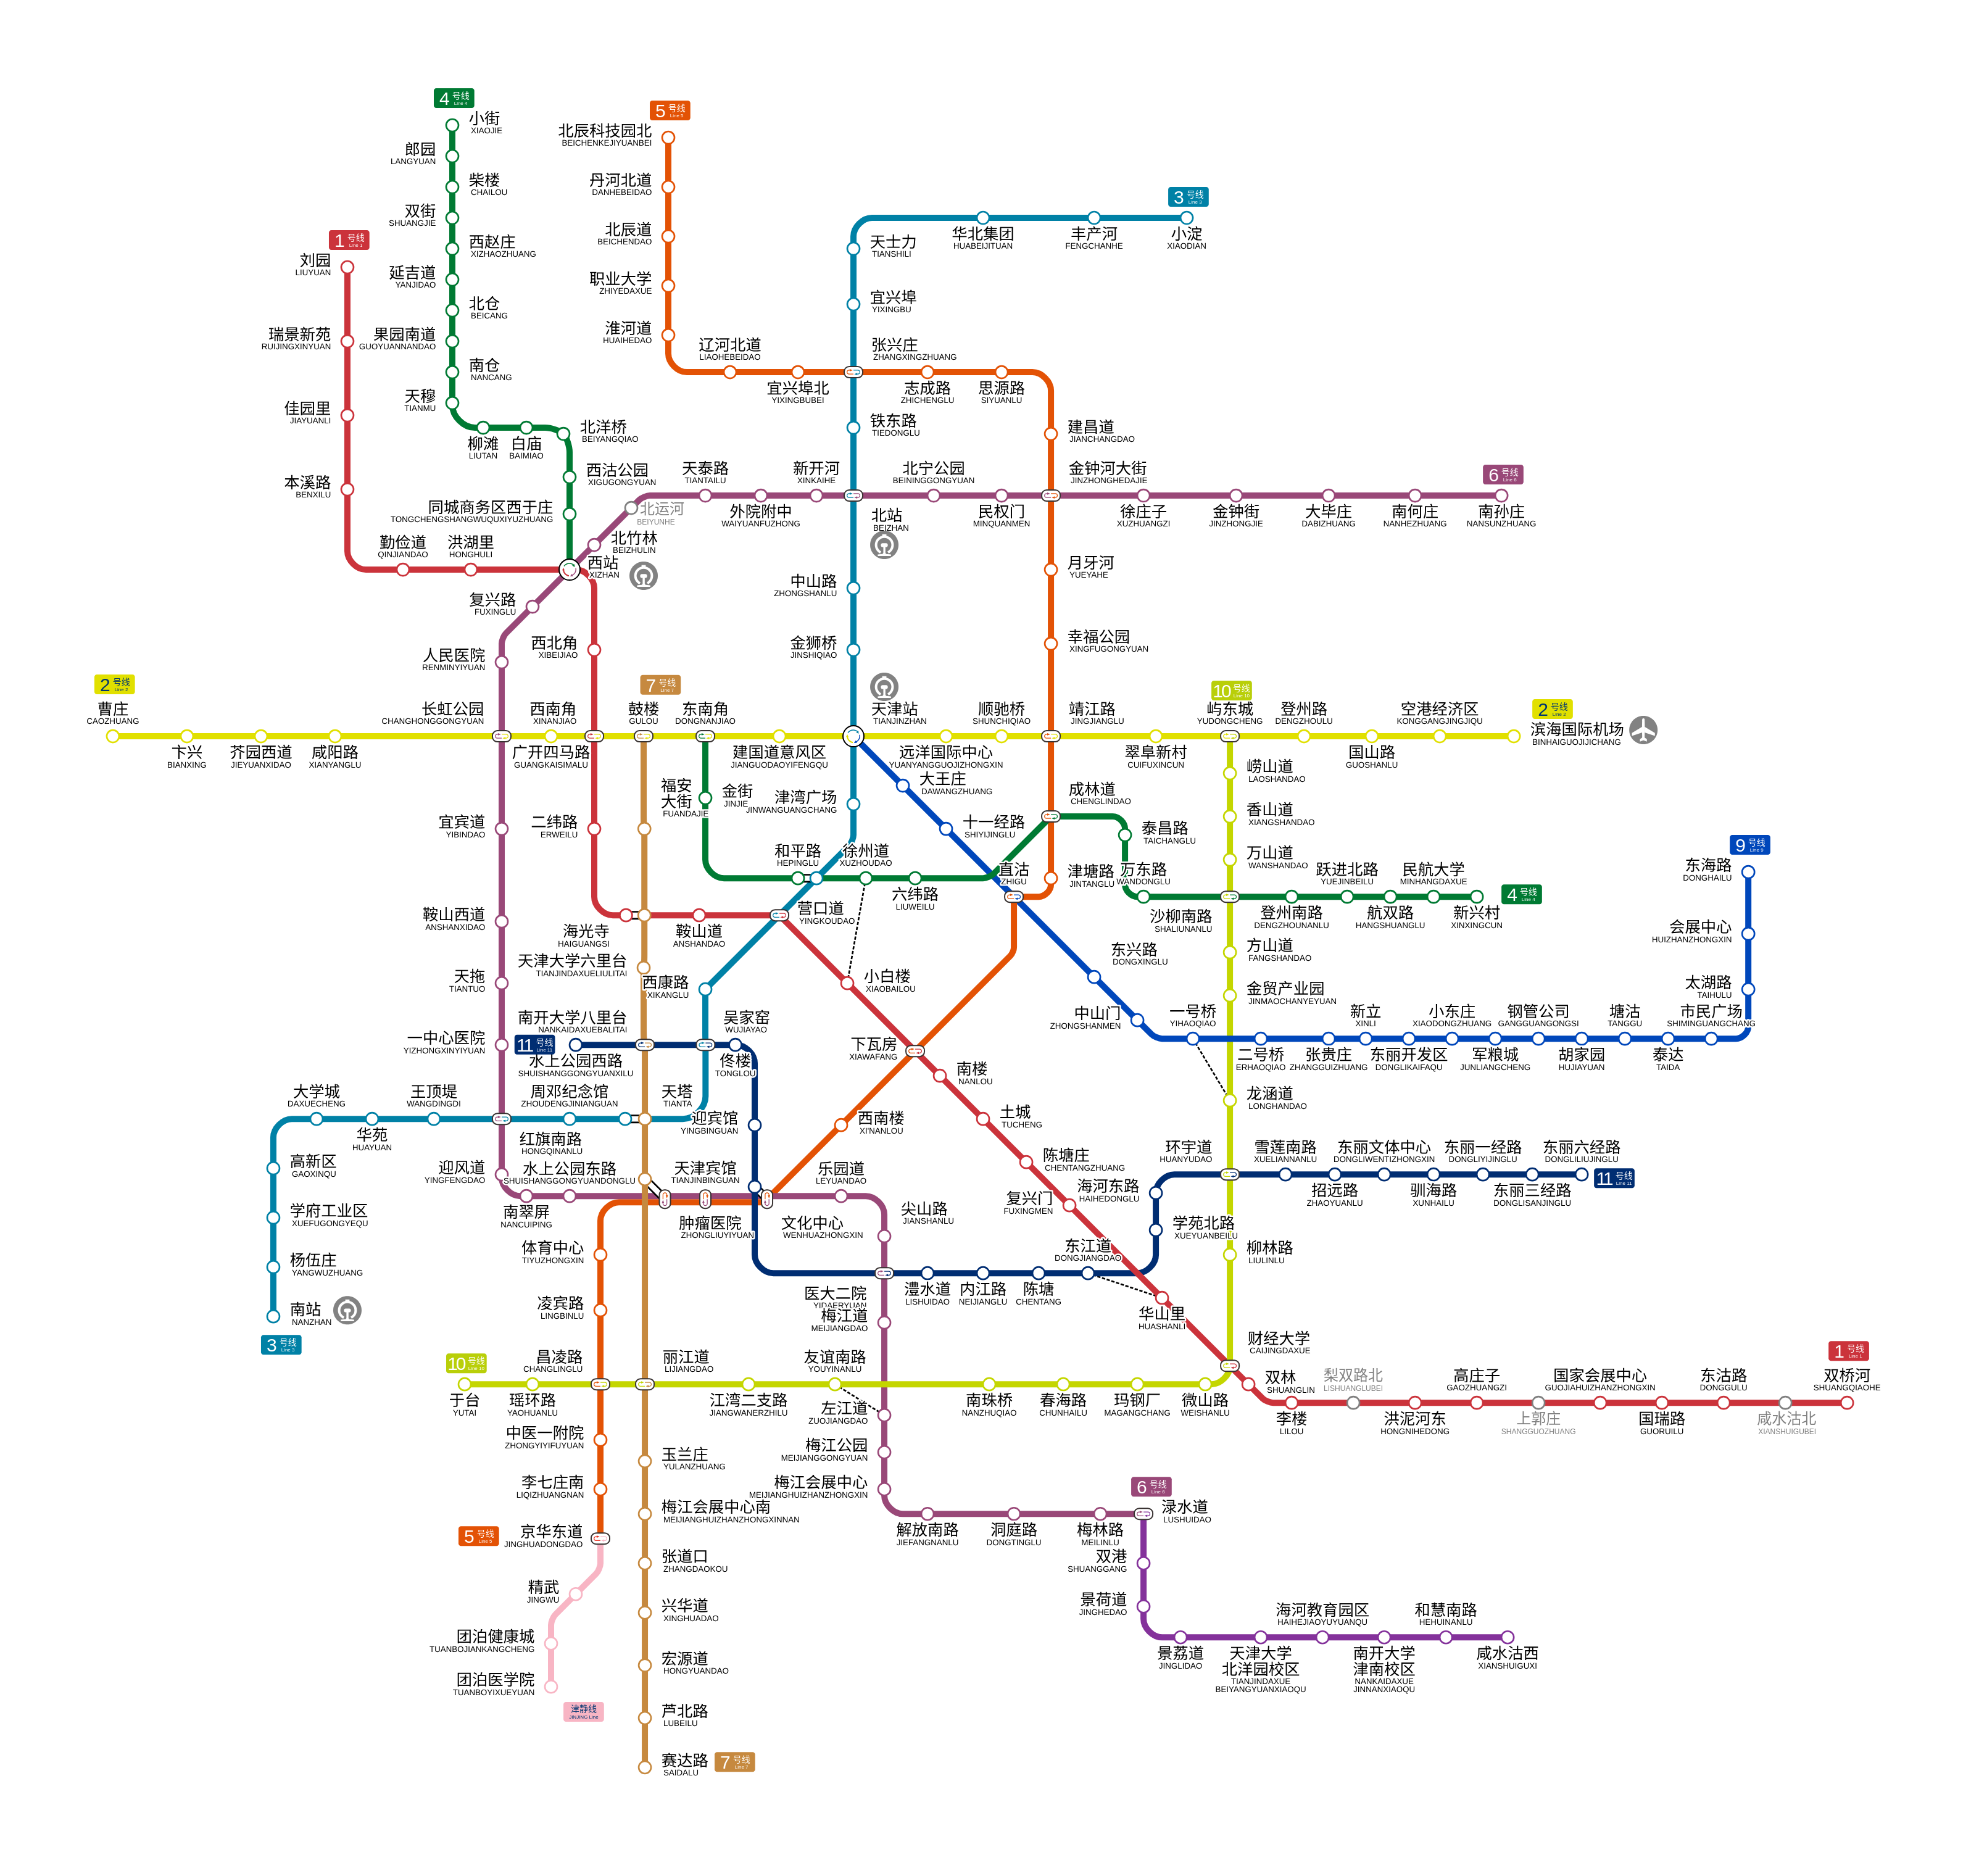 4 号线
Line 4
小街
XIAOJIE
郎园
LANGYUAN
柴楼
CHAILOU
双街
SHUANGJIE
西赵庄
XIZHAOZHUANG
延吉道
YANJIDAO
北仓
BEICANG
果园南道
GUOYUANNANDAO
南仓
NANCANG
天穆
TIANMU
柳滩
LIUTAN
白庙
BAIMIAO
北洋桥
BEIYANGQIAO
西沽公园
XIGUGONGYUAN
同城商务区西于庄
TONGCHENGSHANGWUQUXIYUZHUANG
5 号线
Line 5
北辰科技园北
BEICHENKEJIYUANBEI
丹河北道
DANHEBEIDAO
北辰道
BEICHENDAO
职业大学
ZHIYEDAXUE
淮河道
HUAIHEDAO
辽河北道
LIAOHEBEIDAO
宜兴埠北
YIXINGBUBEI
张兴庄
ZHANGXINGZHUANG
志成路
ZHICHENGLU
思源路
SIYUANLU
建昌道
JIANCHANGDAO
金钟河大街
JINZHONGHEDAJIE
月牙河
YUEYAHE
幸福公园
XINGFUGONGYUAN
3 号线
Line 3
小淀
XIAODIAN
丰产河
FENGCHANHE
华北集团
HUABEIJITUAN
天士力
TIANSHILI
宜兴埠
YIXINGBU
铁东路
TIEDONGLU
北站
BEIZHAN
中山路
ZHONGSHANLU
金狮桥
JINSHIQIAO
1 号线
Line 1
刘园
LIUYUAN
瑞景新苑
RUIJINGXINYUAN
佳园里
JIAYUANLI
本溪路
BENXILU
勤俭道
QINJIANDAO
洪湖里
HONGHULI
西站
XIZHAN
西北角
XIBEIJIAO
6 号线
Line 6
南孙庄
NANSUNZHUANG
南何庄
NANHEZHUANG
大毕庄
DABIZHUANG
金钟街
JINZHONGJIE
徐庄子
XUZHUANGZI
民权门
MINQUANMEN
北宁公园
BEININGGONGYUAN
新开河
XINKAIHE
外院附中
WAIYUANFUZHONG
天泰路
TIANTAILU
北运河
BEIYUNHE
北竹林
BEIZHULIN
复兴路
FUXINGLU
人民医院
RENMINYIYUAN
2 号线
Line 2
曹庄
CAOZHUANG
卞兴
BIANXING
芥园西道
JIEYUANXIDAO
咸阳路
XIANYANGLU
长虹公园
CHANGHONGGONGYUAN
广开四马路
GUANGKAISIMALU
西南角
XINANJIAO
7 号线
Line 7
鼓楼
GULOU
东南角
DONGNANJIAO
建国道意风区
JIANGUODAOYIFENGQU
天津站
TIANJINZHAN
远洋国际中心
YUANYANGGUOJIZHONGXIN
顺驰桥
SHUNCHIQIAO
靖江路
JINGJIANGLU
翠阜新村
CUIFUXINCUN
10 号线
Line 10
屿东城
YUDONGCHENG
登州路
DENGZHOULU
国山路
GUOSHANLU
空港经济区
KONGGANGJINGJIQU
2 号线
Line 2
滨海国际机场
BINHAIGUOJIJICHANG
福安
大街
FUANDAJIE
金街
JINJIE
津湾广场
JINWANGUANGCHANG
大王庄
DAWANGZHUANG
十一经路
SHIYIJINGLU
成林道
CHENGLINDAO
泰昌路
TAICHANGLU
崂山道
LAOSHANDAO
香山道
XIANGSHANDAO
万山道
WANSHANDAO
宜宾道
YIBINDAO
二纬路
ERWEILU
和平路
HEPINGLU
徐州道
XUZHOUDAO
六纬路
LIUWEILU
直沽
ZHIGU
津塘路
JINTANGLU
万东路
WANDONGLU
沙柳南路
SHALIUNANLU
登州南路
DENGZHOUNANLU
跃进北路
YUEJINBEILU
航双路
HANGSHUANGLU
民航大学
MINHANGDAXUE
新兴村
XINXINGCUN
4 号线
Line 4
9 号线
Line 9
东海路
DONGHAILU
会展中心
HUIZHANZHONGXIN
太湖路
TAIHULU
市民广场
SHIMINGUANGCHANG
泰达
TAIDA
塘沽
TANGGU
胡家园
HUJIAYUAN
钢管公司
GANGGUANGONGSI
军粮城
JUNLIANGCHENG
小东庄
XIAODONGZHUANG
东丽开发区
DONGLIKAIFAQU
新立
XINLI
张贵庄
ZHANGGUIZHUANG
二号桥
ERHAOQIAO
一号桥
YIHAOQIAO
中山门
ZHONGSHANMEN
东兴路
DONGXINGLU
方山道
FANGSHANDAO
金贸产业园
JINMAOCHANYEYUAN
龙涵道
LONGHANDAO
鞍山西道
ANSHANXIDAO
天拖
TIANTUO
一中心医院
YIZHONGXINYIYUAN
海光寺
HAIGUANGSI
鞍山道
ANSHANDAO
营口道
YINGKOUDAO
小白楼
XIAOBAILOU
天津大学六里台
TIANJINDAXUELIULITAI
西康路
XIKANGLU
南开大学八里台
NANKAIDAXUEBALITAI
吴家窑
WUJIAYAO
11 号线
Line 11
水上公园西路
SHUISHANGGONGYUANXILU
佟楼
TONGLOU
下瓦房
XIAWAFANG
南楼
NANLOU
土城
TUCHENG
陈塘庄
CHENTANGZHUANG
复兴门
FUXINGMEN
大学城
DAXUECHENG
华苑
HUAYUAN
王顶堤
WANGDINGDI
红旗南路
HONGQINANLU
周邓纪念馆
ZHOUDENGJINIANGUAN
天塔
TIANTA
迎宾馆
YINGBINGUAN
西南楼
XI'NANLOU
高新区
GAOXINQU
学府工业区
XUEFUGONGYEQU
杨伍庄
YANGWUZHUANG
南站
NANZHAN
3 号线
Line 3
迎风道
YINGFENGDAO
南翠屏
NANCUIPING
水上公园东路
SHUISHANGGONGYUANDONGLU
肿瘤医院
ZHONGLIUYIYUAN
天津宾馆
TIANJINBINGUAN
文化中心
WENHUAZHONGXIN
乐园道
LEYUANDAO
尖山路
JIANSHANLU
体育中心
TIYUZHONGXIN
凌宾路
LINGBINLU
医大二院
YIDAERYUAN
梅江道
MEIJIANGDAO
澧水道
LISHUIDAO
内江路
NEIJIANGLU
陈塘
CHENTANG
东江道
DONGJIANGDAO
海河东路
HAIHEDONGLU
学苑北路
XUEYUANBEILU
环宇道
HUANYUDAO
雪莲南路
XUELIANNANLU
招远路
ZHAOYUANLU
东丽文体中心
DONGLIWENTIZHONGXIN
驯海路
XUNHAILU
东丽一经路
DONGLIYIJINGLU
东丽三经路
DONGLISANJINGLU
东丽六经路
DONGLILIUJINGLU
11 号线
Line 11
柳林路
LIULINLU
华山里
HUASHANLI
财经大学
CAIJINGDAXUE
双林
SHUANGLIN
李楼
LILOU
梨双路北
LISHUANGLUBEI
洪泥河东
HONGNIHEDONG
高庄子
GAOZHUANGZI
上郭庄
SHANGGUOZHUANG
国家会展中心
GUOJIAHUIZHANZHONGXIN
国瑞路
GUORUILU
东沽路
DONGGULU
咸水沽北
XIANSHUIGUBEI
1 号线
Line 1
双桥河
SHUANGQIAOHE
10 号线
Line 10
于台
YUTAI
瑶环路
YAOHUANLU
昌凌路
CHANGLINGLU
丽江道
LIJIANGDAO
江湾二支路
JIANGWANERZHILU
友谊南路
YOUYINANLU
南珠桥
NANZHUQIAO
春海路
CHUNHAILU
玛钢厂
MAGANGCHANG
微山路
WEISHANLU
左江道
ZUOJIANGDAO
梅江公园
MEIJIANGGONGYUAN
梅江会展中心
MEIJIANGHUIZHANZHONGXIN
中医一附院
ZHONGYIYIFUYUAN
李七庄南
LIQIZHUANGNAN
5 号线
Line 5
京华东道
JINGHUADONGDAO
精武
JINGWU
团泊健康城
TUANBOJIANKANGCHENG
团泊医学院
TUANBOYIXUEYUAN
津静线
JINJING Line
玉兰庄
YULANZHUANG
梅江会展中心南
MEIJIANGHUIZHANZHONGXINNAN
张道口
ZHANGDAOKOU
兴华道
XINGHUADAO
宏源道
HONGYUANDAO
芦北路
LUBEILU
赛达路
SAIDALU
7 号线
Line 7
解放南路
JIEFANGNANLU
洞庭路
DONGTINGLU
梅林路
MEILINLU
6 号线
Line 6
渌水道
LUSHUIDAO
双港
SHUANGGANG
景荷道
JINGHEDAO
景荔道
JINGLIDAO
天津大学
北洋园校区
TIANJINDAXUE
BEIYANGYUANXIAOQU
海河教育园区
HAIHEJIAOYUYUANQU
南开大学
津南校区
NANKAIDAXUE
JINNANXIAOQU
和慧南路
HEHUINANLU
咸水沽西
XIANSHUIGUXI